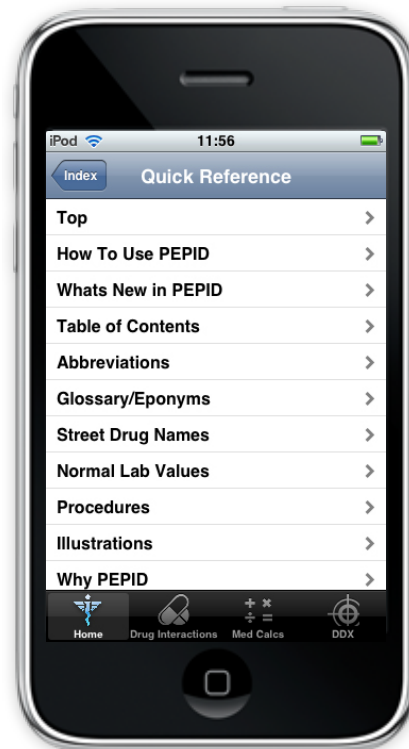 iPod 11:56
Index Quick Reference
Top
How To Use PEPID
Whats New in PEPID
Table of Contents
Abbreviations
Glossary/Eponyms
Street Drug Names
Normal Lab Values
Procedures
Illustrations
Why PEPID
Home Drug Interactions Med Calcs DDX